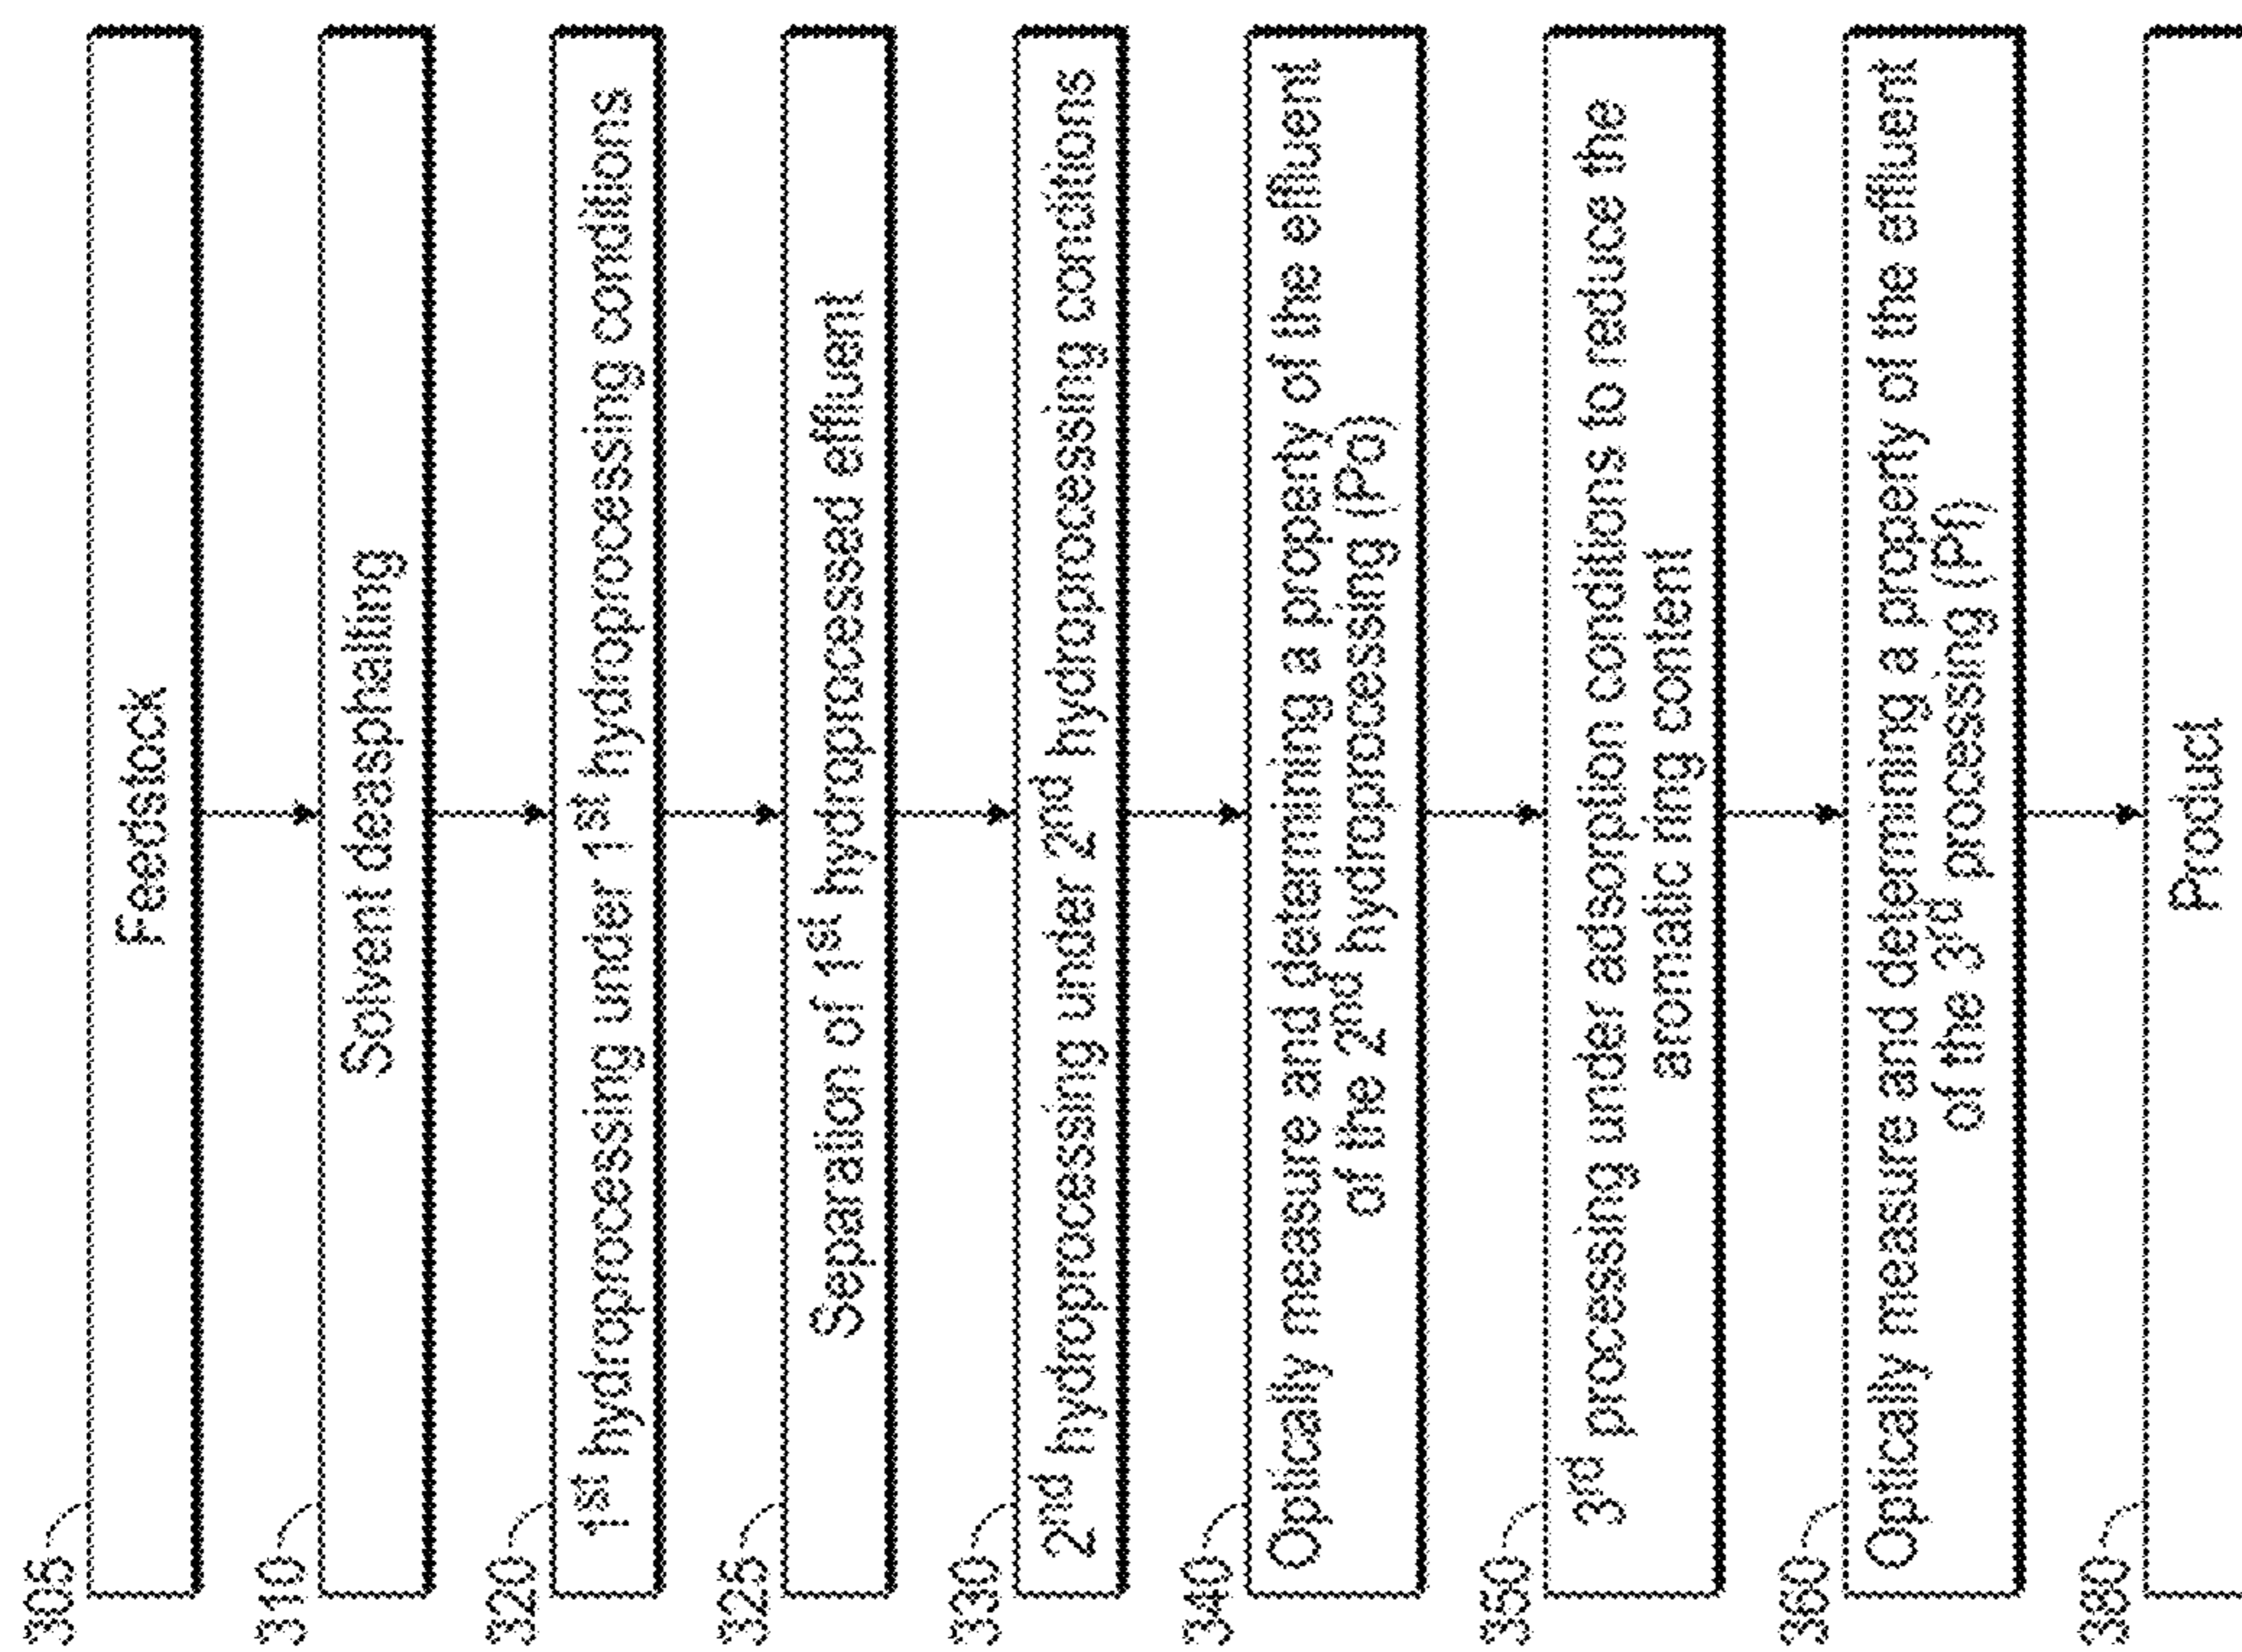 305
Feedstock
310
Solvent deasphalting
320
1st hydroprocessing under 1st hydroprocessing conditions
325
Separation of 1st hydroprocessed effluent
330
2nd hydroprocessing under 2nd hydroprocessing conditions
340
Optically measure and determining a property of the effluent
of the 2nd hydroprocessing (Po)
350
3rd processing under adsorption conditions to reduce the
aromatic ring content
360
Optically measure and determining a property of the effluent
of the 3rd processing (Pf)
380
Product